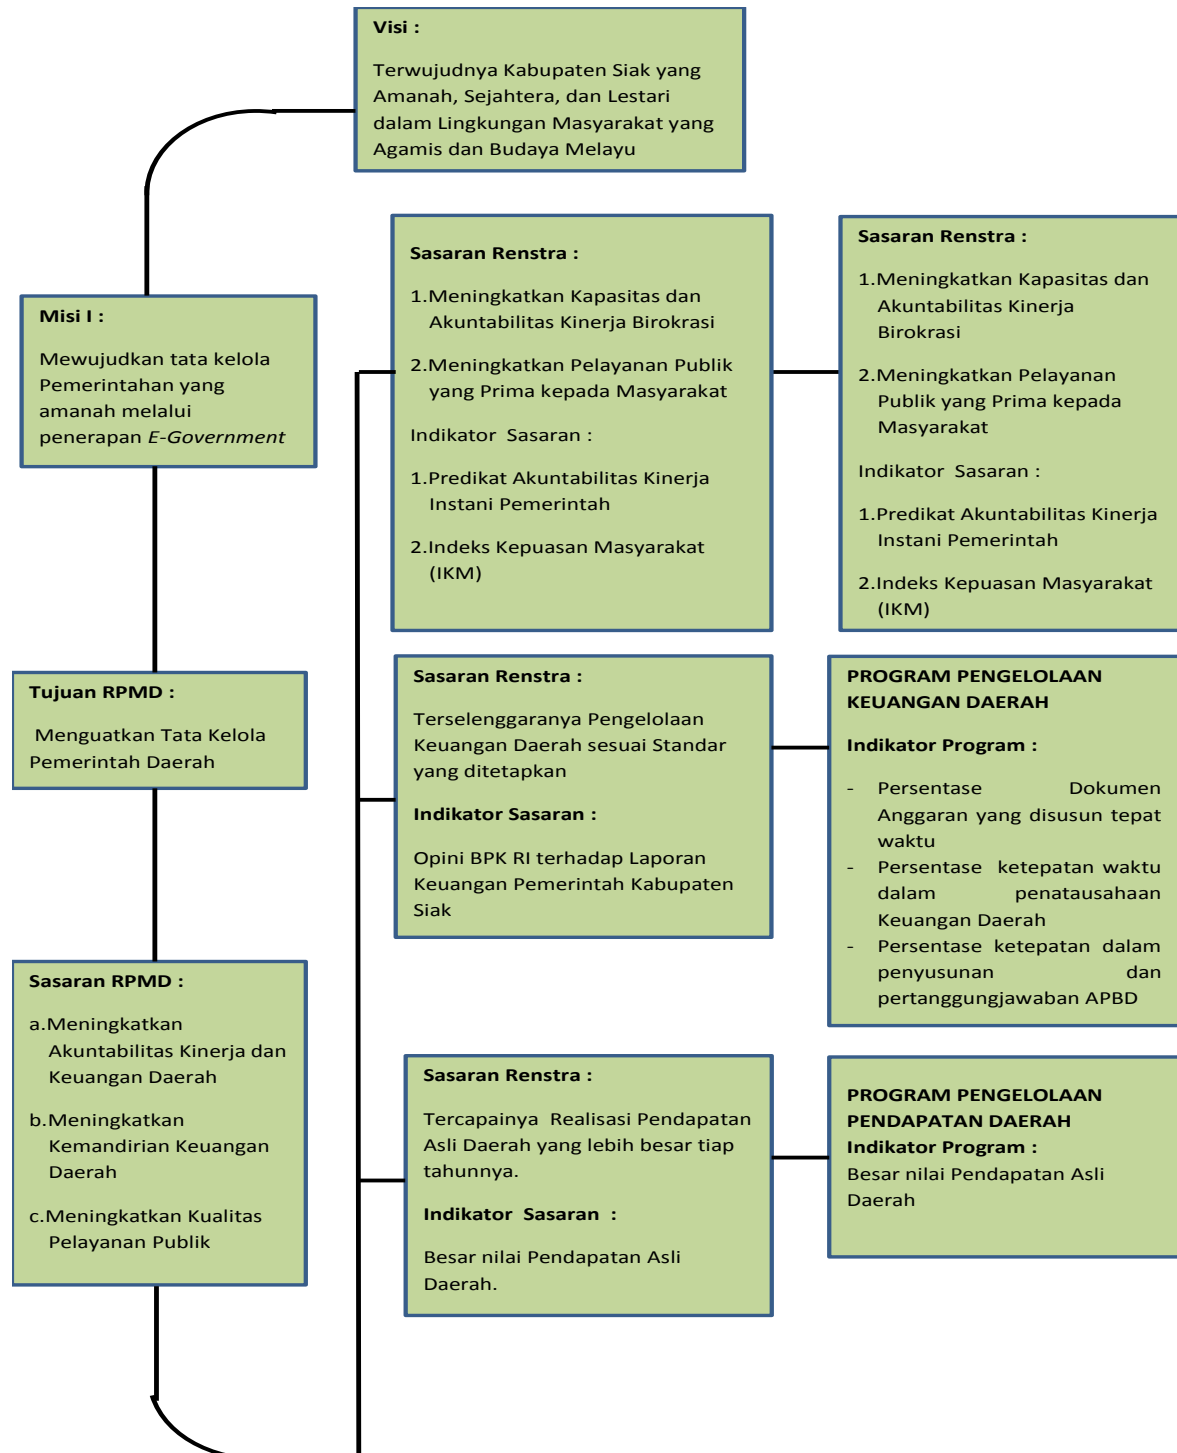 Visi :
Terwujudnya Kabupaten Siak yang
Amanah, Sejahtera, dan Lestari
dalam Lingkungan Masyarakat yang
Agamis dan Budaya Melayu
Misi I :
Mewujudkan tata kelola
Pemerintahan yang
amanah melalui
penerapan E-Government
Tujuan RPMD :
Menguatkan Tata Kelola
Pemerintah Daerah
Sasaran RPMD :
a.Meningkatkan
Akuntabilitas Kinerja dan
Keuangan Daerah
b.Meningkatkan
Kemandirian Keuangan
Daerah
c.Meningkatkan Kualitas
Pelayanan Publik
Sasaran Renstra :
1.Meningkatkan Kapasitas dan
Akuntabilitas Kinerja Birokrasi
2.Meningkatkan Pelayanan Publik
yang Prima kepada Masyarakat
Indikator Sasaran :
1.Predikat Akuntabilitas Kinerja
Instani Pemerintah
2.Indeks Kepuasan Masyarakat
(IKM)
Sasaran Renstra :
1.Meningkatkan Kapasitas dan
Akuntabilitas Kinerja
Birokrasi
2.Meningkatkan Pelayanan
Publik yang Prima kepada
Masyarakat
Indikator Sasaran :
1.Predikat Akuntabilitas Kinerja
Instani Pemerintah
2.Indeks Kepuasan Masyarakat
(IKM)
Sasaran Renstra :
Terselenggaranya Pengelolaan
Keuangan Daerah sesuai Standar
yang ditetapkan
Indikator Sasaran :
Opini BPK RI terhadap Laporan
Keuangan Pemerintah Kabupaten
Siak
PROGRAM PENGELOLAAN
KEUANGAN DAERAH
Indikator Program :
- Persentase Dokumen
Anggaran yang disusun tepat
waktu
- Persentase ketepatan waktu
dalam penatausahaan
Keuangan Daerah
- Persentase ketepatan dalam
penyusunan dan
pertanggungjawaban APBD
Sasaran Renstra :
Tercapainya Realisasi Pendapatan
Asli Daerah yang lebih besar tiap
tahunnya.
Indikator Sasaran :
Besar nilai Pendapatan Asli
Daerah.
PROGRAM PENGELOLAAN
PENDAPATAN DAERAH
Indikator Program :
Besar nilai Pendapatan Asli
Daerah